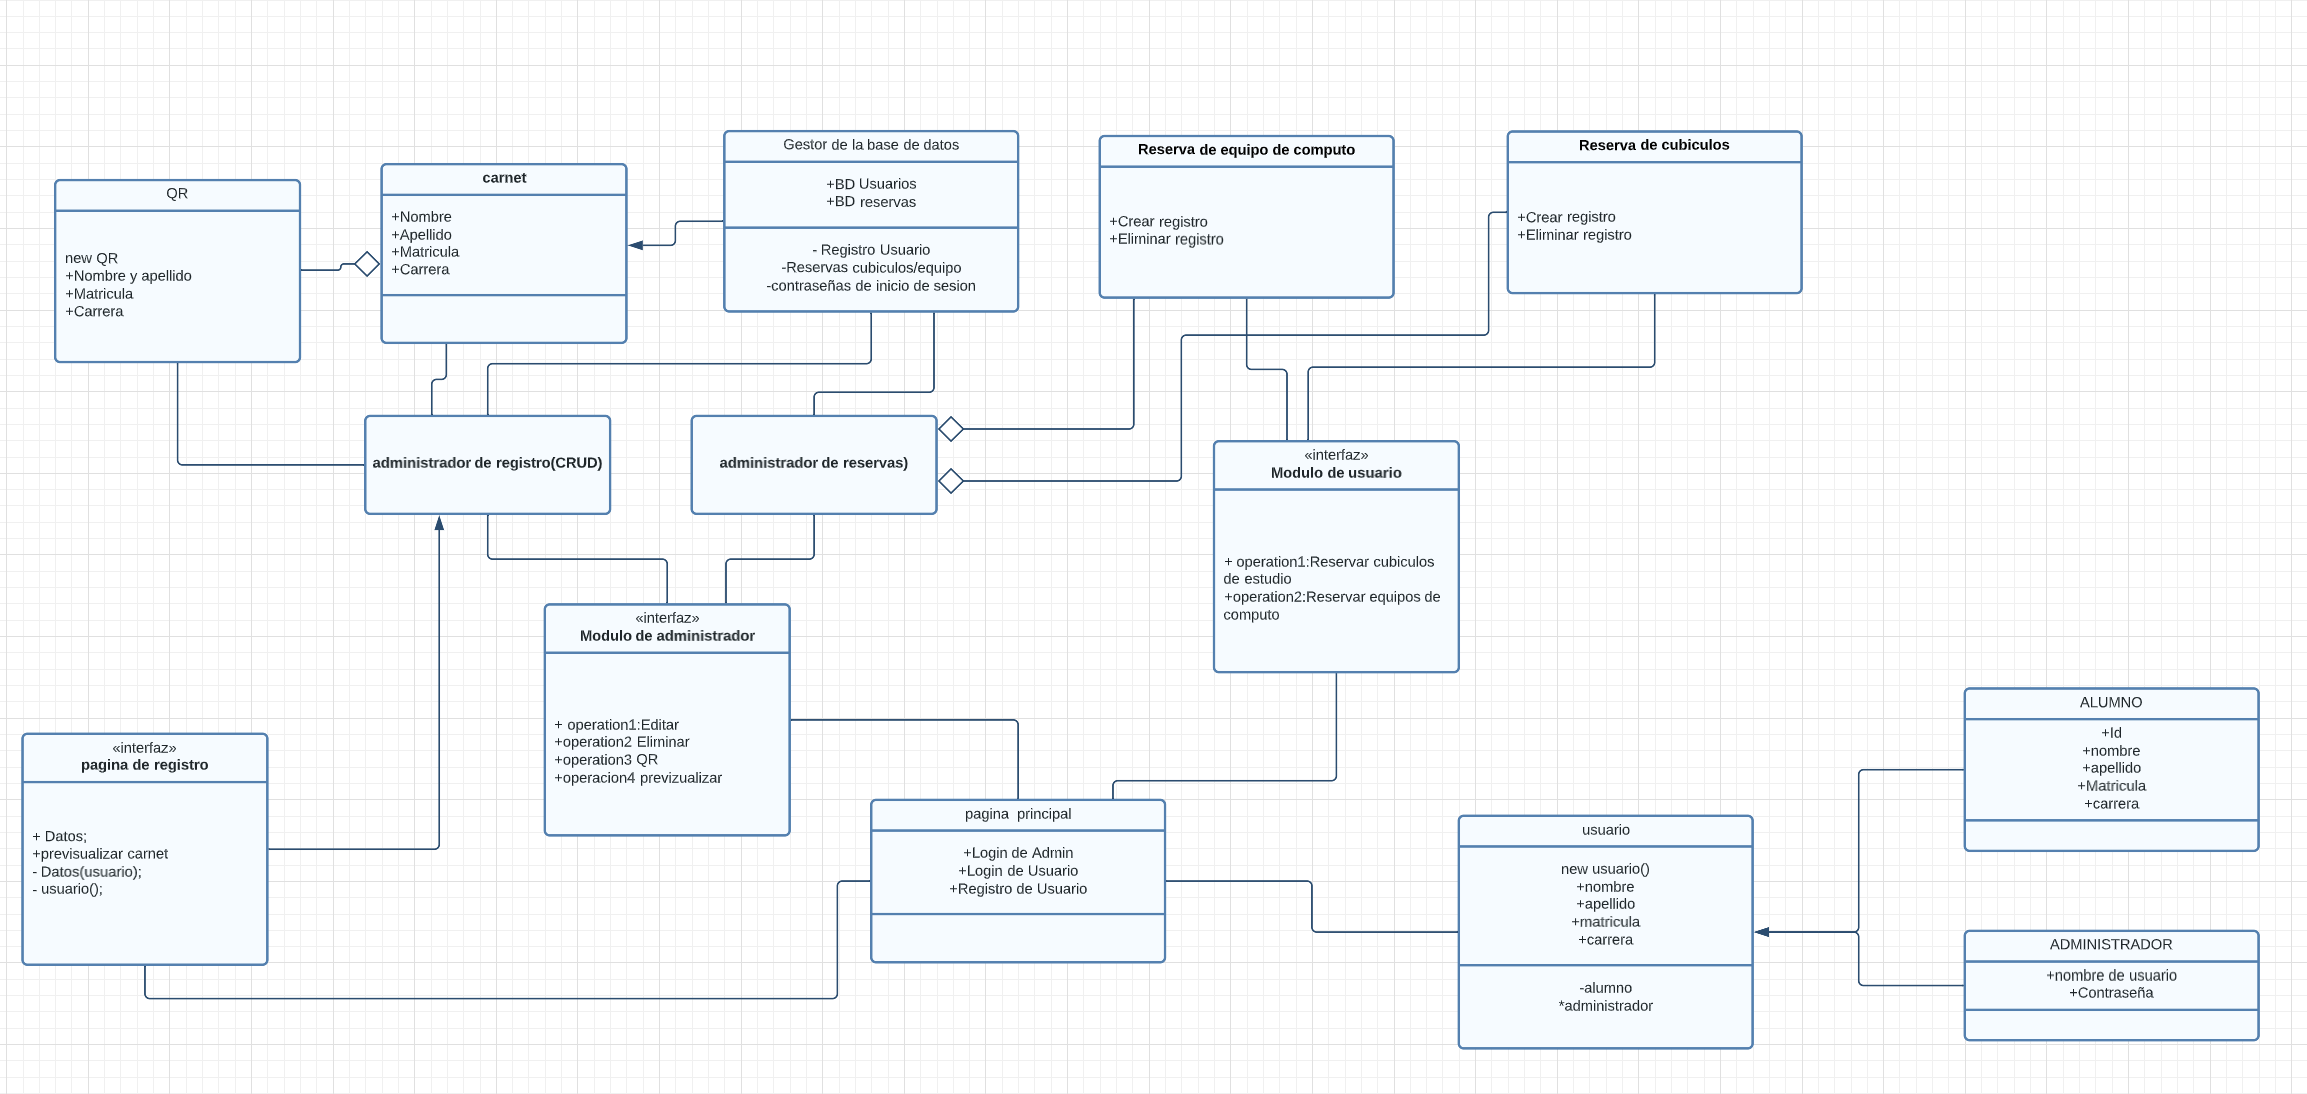 Gestor de la base de datos
+BD Usuarios
+BD reservas
- Registro Usuario
-Reservas cubiculos/equipo
-contraseñas de inicio de sesion
Reserva de equipo de computo
+Crear registro
+Eliminar registro
Reserva de cubiculos
+Crear registro
+Eliminar registro
carnet
+Nombre
+Apellido
+Matricula
+Carrera
QR
new QR
+Nombre y apellido
+Matricula
+Carrera
administrador de registro(CRUD)
administrador de reservas)
«interfaz»
Modulo de usuario
+ operation1:Reservar cubiculos
de estudio
+operation2:Reservar equipos de
computo
«interfaz»
Modulo de administrador
+ operation1:Editar
+operation2 Eliminar
+operation3 QR
+operacion4 previzualizar
«interfaz»
pagina de registro
+ Datos;
+previsualizar carnet
- Datos(usuario);
- usuario();
pagina  principal
+Login de Admin
+Login de Usuario
+Registro de Usuario
usuario
new usuario()
+nombre
+apellido
+matricula
+carrera
-alumno
*administrador
ALUMNO
+Id
+nombre
+apellido
+Matricula
+carrera
ADMINISTRADOR
+nombre de usuario
+Contraseña